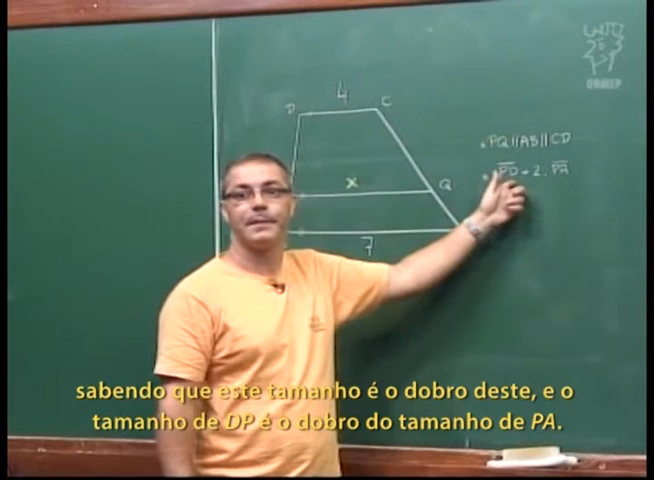 OBMEP
4
D
C
• PQ // AB // CD
• PD = 2. PA
x
Q
7
sabendo que este tamanho é o dobro deste, e o
tamanho de DP é o dobro do tamanho de PA.